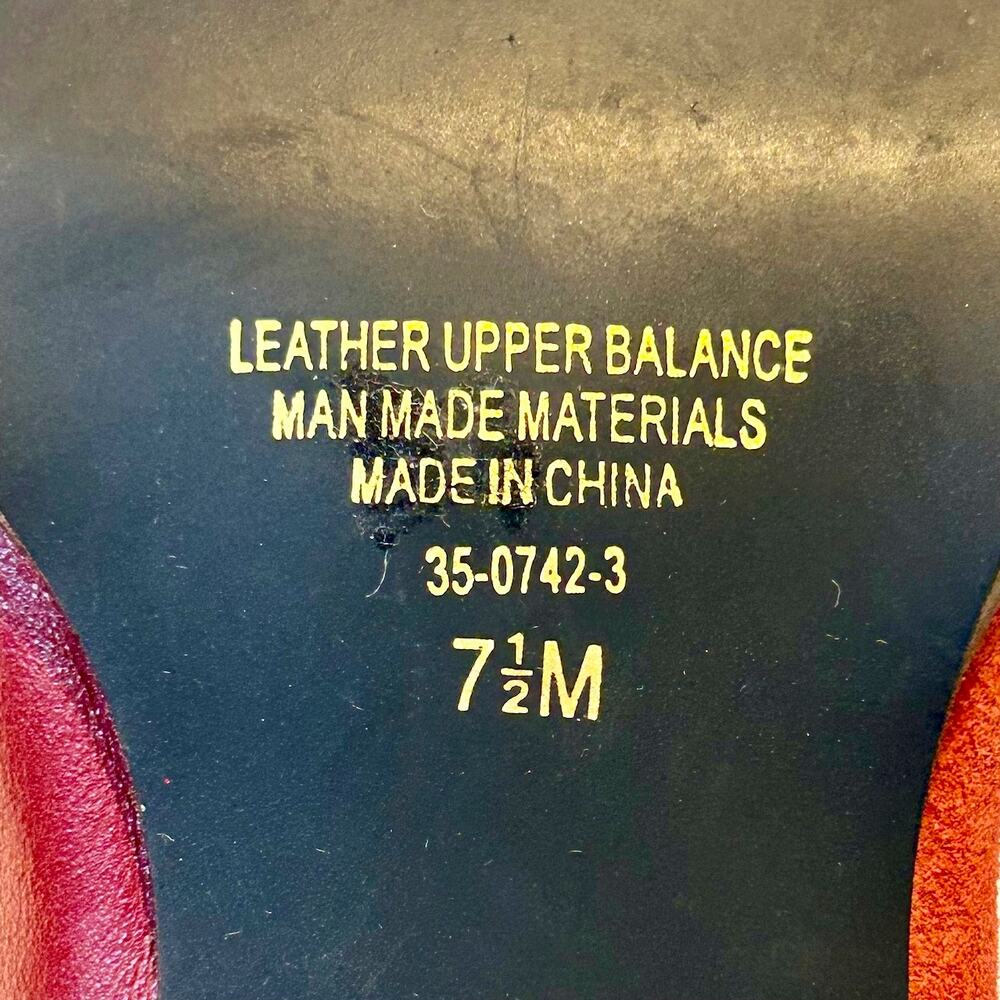 LEATHER UPPER BALANCE
MAN MADE MATERIALS
MADE IN CHINA
35-0742-3
7½M